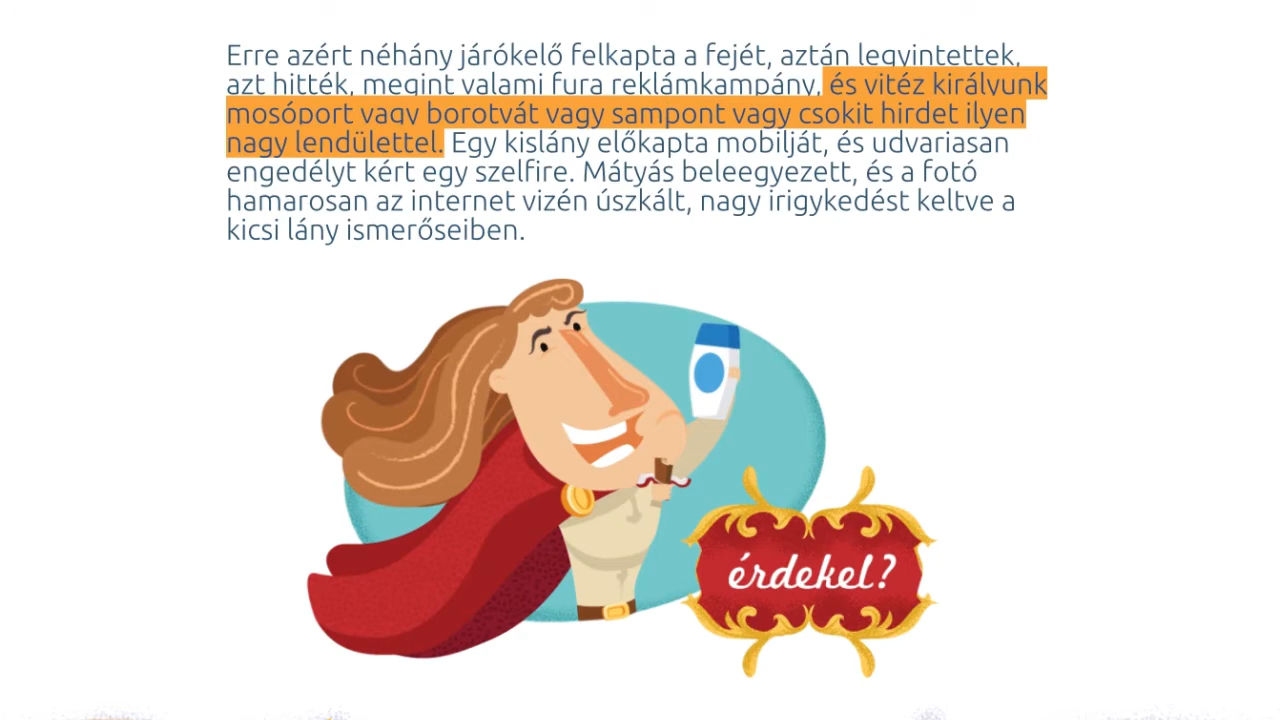 Erre azért néhány járókelő felkapta a fejét, aztán legyintettek,
azt hitték, megint valami fura reklámkampány, és vitéz királyunk
mosóport vagy borotvát vagy sampont vagy csokit hirdet ilyen
nagy lendülettel. Egy kislány előkapta mobilját, és udvariasan
engedélyt kért egy szelfire. Mátyás beleegyezett, és a fotó
hamarosan az internet vizén úszkált, nagy irigykedést keltve a
kicsi lány ismerőseiben.
érdekel?